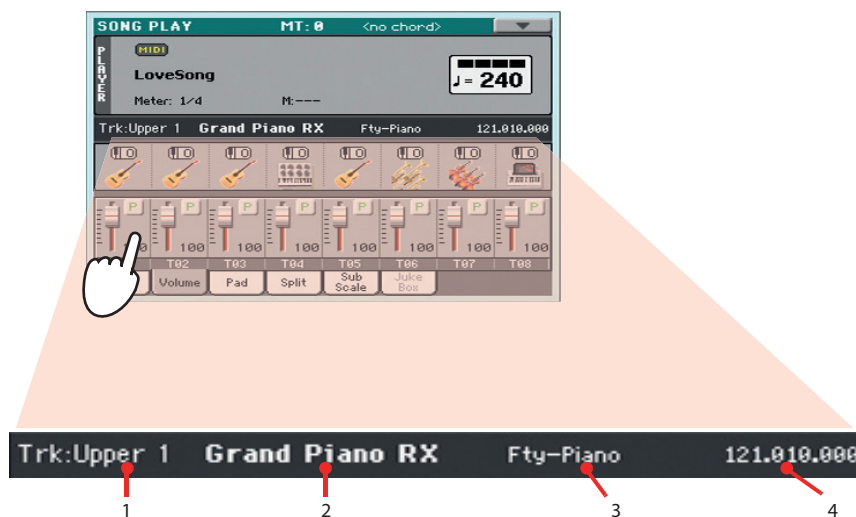 SONG PLAY MT: 0 <no chord>
PLAYER
MIDI
LoveSong
♩= 240
Meter: 1/4 M:---
Trk:Upper 1 Grand Piano RX Fty-Piano 121.010.000
P P P P P P P P
100 100 100 100 100 100 100
T02 T03 T04 T05 T06 T07 T08
Volume Pad Split Sub Scale Juke Box
Trk:Upper 1 Grand Piano RX Fty-Piano 121.010.000
1 2 3 4